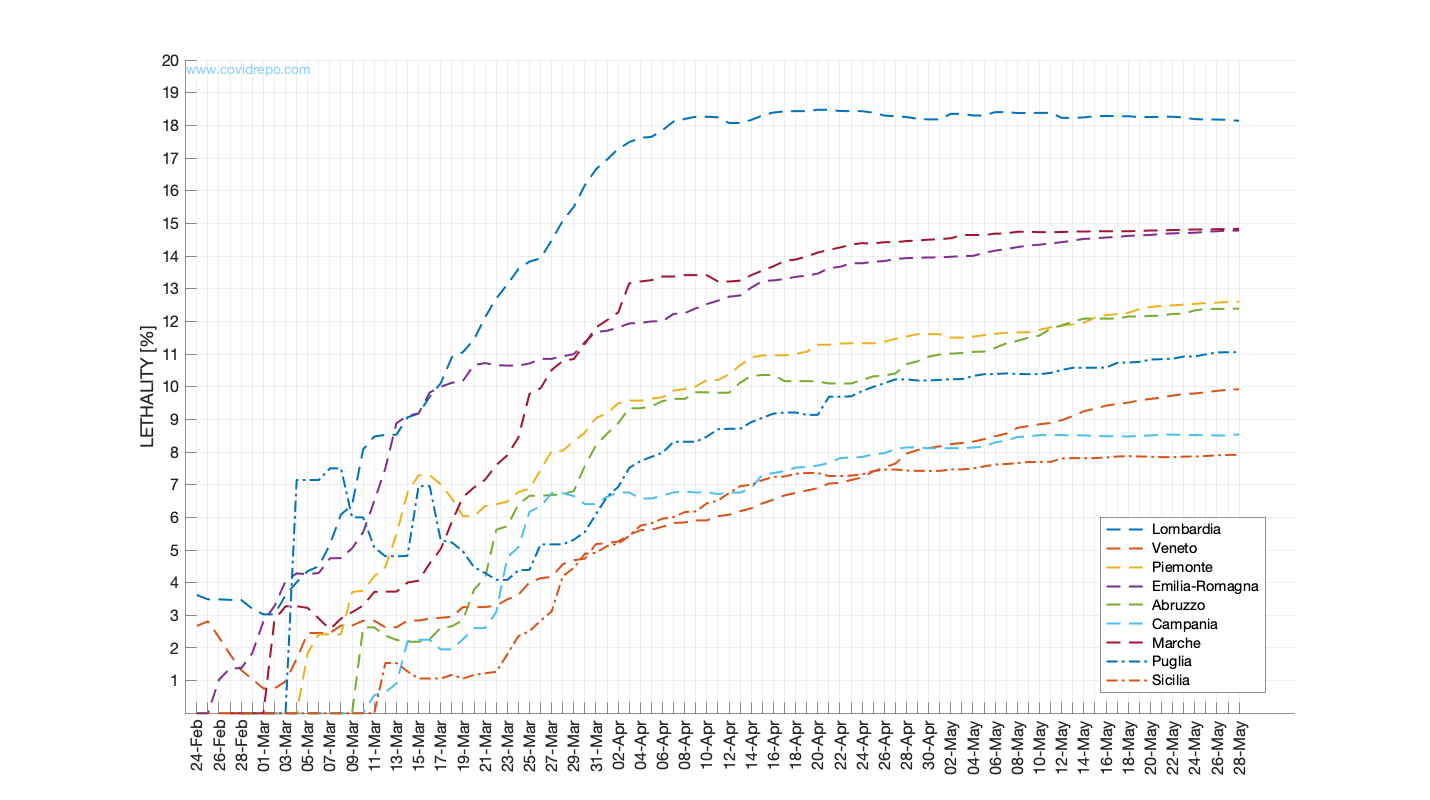 20
www.covidrepo.com
19
18
17
16
15
14
13
12
11
10
9
8
7
6
5
4
3
2
1
LETHALITY [%]
24-Feb
26-Feb
28-Feb
01-Mar
03-Mar
05-Mar
07-Mar
09-Mar
11-Mar
13-Mar
15-Mar
17-Mar
19-Mar
21-Mar
23-Mar
25-Mar
27-Mar
29-Mar
31-Mar
02-Apr
04-Apr
06-Apr
08-Apr
10-Apr
12-Apr
14-Apr
16-Apr
18-Apr
20-Apr
22-Apr
24-Apr
26-Apr
28-Apr
30-Apr
02-May
04-May
06-May
08-May
10-May
12-May
14-May
16-May
18-May
20-May
22-May
24-May
26-May
28-May
Lombardia
Veneto
Piemonte
Emilia-Romagna
Abruzzo
Campania
Marche
Puglia
Sicilia